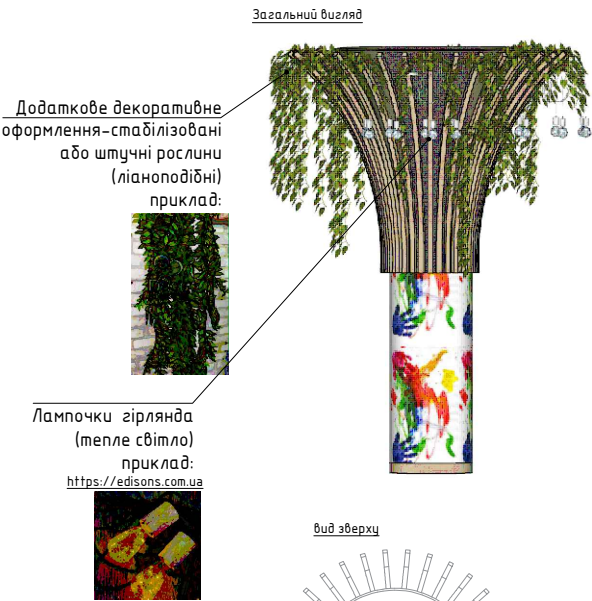 Загальний вигляд
Додаткове декоративне
оформлення-стабілізовані
або штучні рослини
(ліаноподібні)
приклад:
Лампочки гірлянда
(тепле світло)
приклад:
https://edisons.com.ua
вид зверху